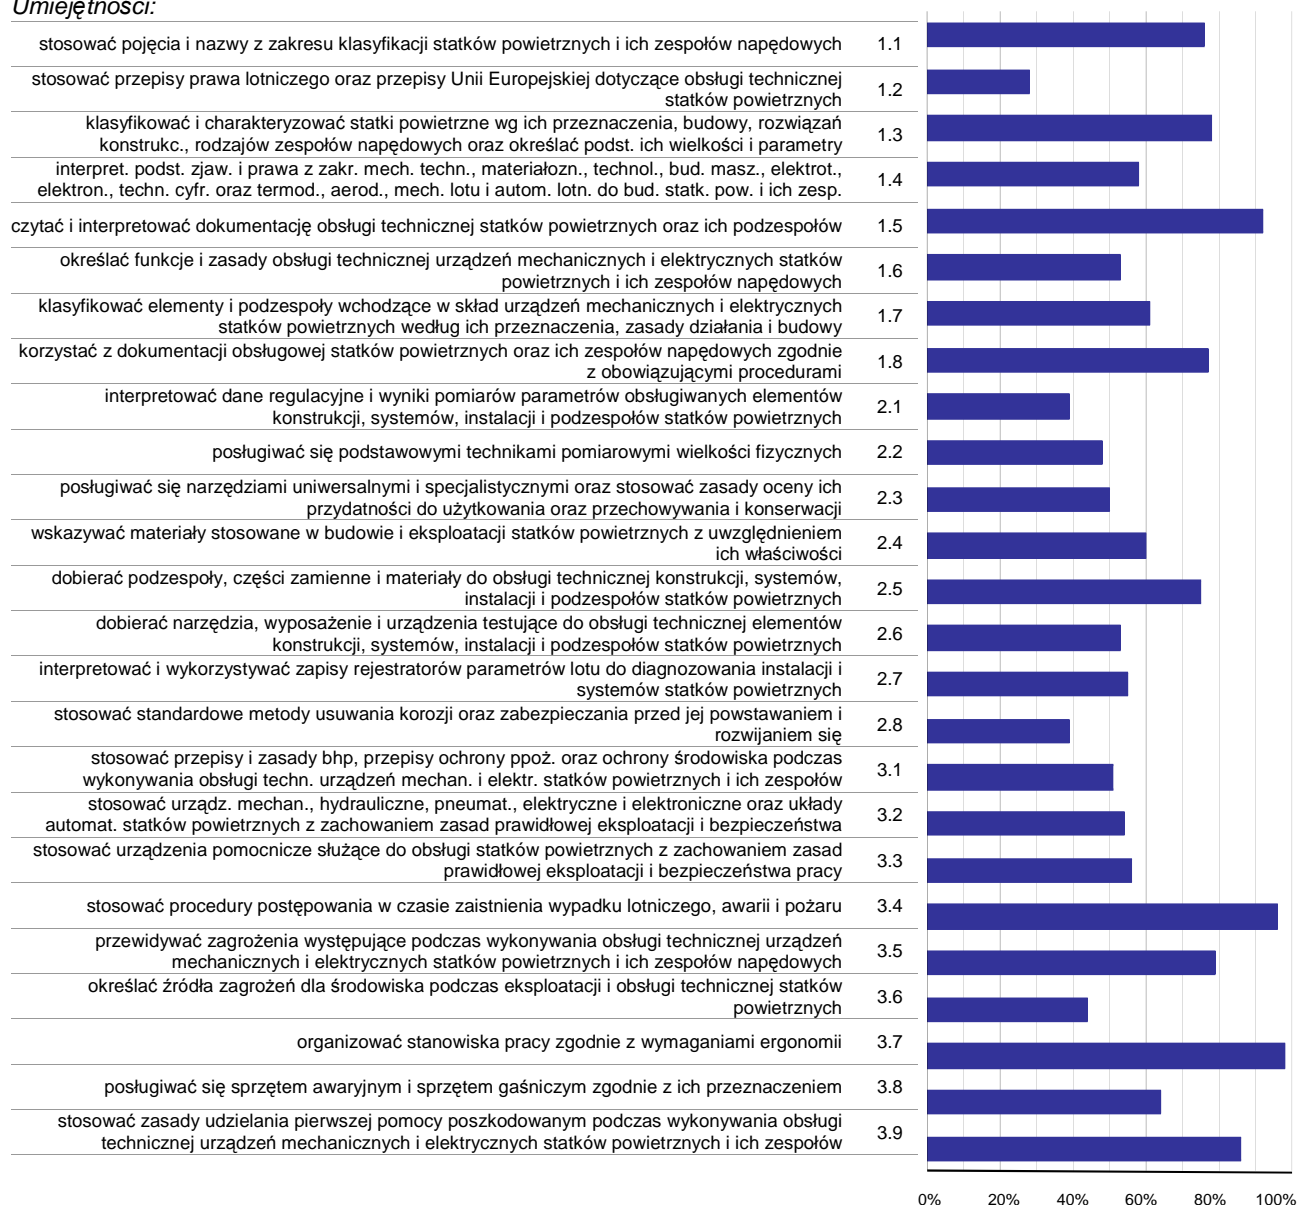 Umiejętności:
stosować pojęcia i nazwy z zakresu klasyfikacji statków powietrznych i ich zespołów napędowych 1.1
stosować przepisy prawa lotniczego oraz przepisy Unii Europejskiej dotyczące obsługi technicznej
statków powietrznych 1.2
klasyfikować i charakteryzować statki powietrzne wg ich przeznaczenia, budowy, rozwiązań
konstrukc., rodzajów zespołów napędowych oraz określać podst. ich wielkości i parametry 1.3
interpret. podst. zjaw. i prawa z zakr. mech. techn., materiałozn., technol., bud. masz., elektrot.,
elektron., techn. cyfr. oraz termod., aerod., mech. lotu i autom. lotn. do bud. statk. pow. i ich zesp. 1.4
czytać i interpretować dokumentację obsługi technicznej statków powietrznych oraz ich podzespołów 1.5
określać funkcje i zasady obsługi technicznej urządzeń mechanicznych i elektrycznych statków
powietrznych i ich zespołów napędowych 1.6
klasyfikować elementy i podzespoły wchodzące w skład urządzeń mechanicznych i elektrycznych
statków powietrznych według ich przeznaczenia, zasady działania i budowy 1.7
korzystać z dokumentacji obsługowej statków powietrznych oraz ich zespołów napędowych zgodnie
z obowiązującymi procedurami 1.8
interpretować dane regulacyjne i wyniki pomiarów parametrów obsługiwanych elementów
konstrukcji, systemów, instalacji i podzespołów statków powietrznych 2.1
posługiwać się podstawowymi technikami pomiarowymi wielkości fizycznych 2.2
posługiwać się narzędziami uniwersalnymi i specjalistycznymi oraz stosować zasady oceny ich
przydatności do użytkowania oraz przechowywania i konserwacji 2.3
wskazywać materiały stosowane w budowie i eksploatacji statków powietrznych z uwzględnieniem
ich właściwości 2.4
dobierać podzespoły, części zamienne i materiały do obsługi technicznej konstrukcji, systemów,
instalacji i podzespołów statków powietrznych 2.5
dobierać narzędzia, wyposażenie i urządzenia testujące do obsługi technicznej elementów
konstrukcji, systemów, instalacji i podzespołów statków powietrznych 2.6
interpretować i wykorzystywać zapisy rejestratorów parametrów lotu do diagnozowania instalacji i
systemów statków powietrznych 2.7
stosować standardowe metody usuwania korozji oraz zabezpieczania przed jej powstawaniem i
rozwijaniem się 2.8
stosować przepisy i zasady bhp, przepisy ochrony ppoż. oraz ochrony środowiska podczas
wykonywania obsługi techn. urządzeń mechan. i elektr. statków powietrznych i ich zespołów 3.1
stosować urządz. mechan., hydrauliczne, pneumat., elektryczne i elektroniczne oraz układy
automat. statków powietrznych z zachowaniem zasad prawidłowej eksploatacji i bezpieczeństwa 3.2
stosować urządzenia pomocnicze służące do obsługi statków powietrznych z zachowaniem zasad
prawidłowej eksploatacji i bezpieczeństwa pracy 3.3
stosować procedury postępowania w czasie zaistnienia wypadku lotniczego, awarii i pożaru 3.4
przewidywać zagrożenia występujące podczas wykonywania obsługi technicznej urządzeń
mechanicznych i elektrycznych statków powietrznych i ich zespołów napędowych 3.5
określać źródła zagrożeń dla środowiska podczas eksploatacji i obsługi technicznej statków
powietrznych 3.6
organizować stanowiska pracy zgodnie z wymaganiami ergonomii 3.7
posługiwać się sprzętem awaryjnym i sprzętem gaśniczym zgodnie z ich przeznaczeniem 3.8
stosować zasady udzielania pierwszej pomocy poszkodowanym podczas wykonywania obsługi
technicznej urządzeń mechanicznych i elektrycznych statków powietrznych i ich zespołów 3.9
0% 20% 40% 60% 80% 100%